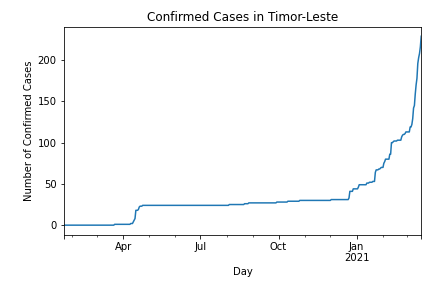 Confirmed Cases in Timor-Leste
Number of Confirmed Cases
200
150
100
50
0
Apr
Jul
Oct
Jan
2021
Day